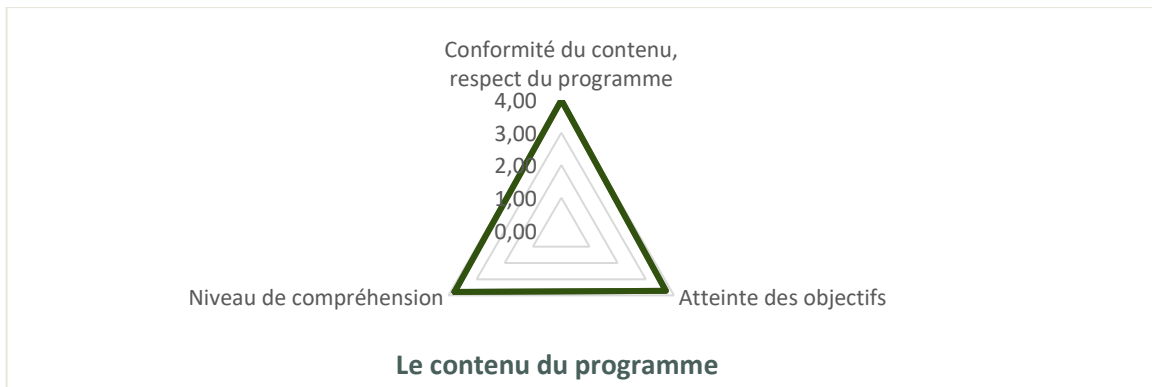 Conformité du contenu,
respect du programme
4,00
3,00
2,00
1,00
0,00
Niveau de compréhension
Atteinte des objectifs
Le contenu du programme